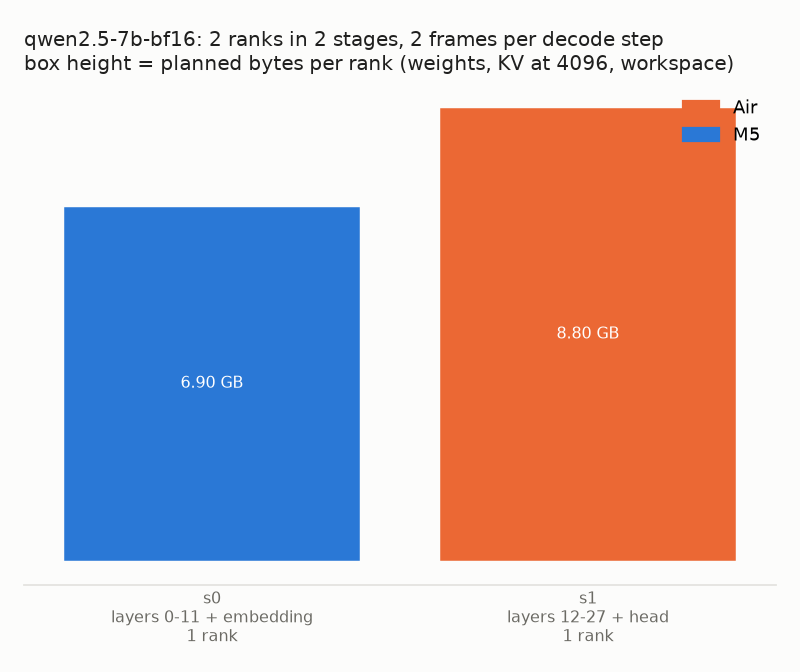 qwen2.5-7b-bf16: 2 ranks in 2 stages, 2 frames per decode step
box height = planned bytes per rank (weights, KV at 4096, workspace)
Air
M5
6.90 GB
8.80 GB
s0
layers 0-11 + embedding
1 rank
s1
layers 12-27 + head
1 rank